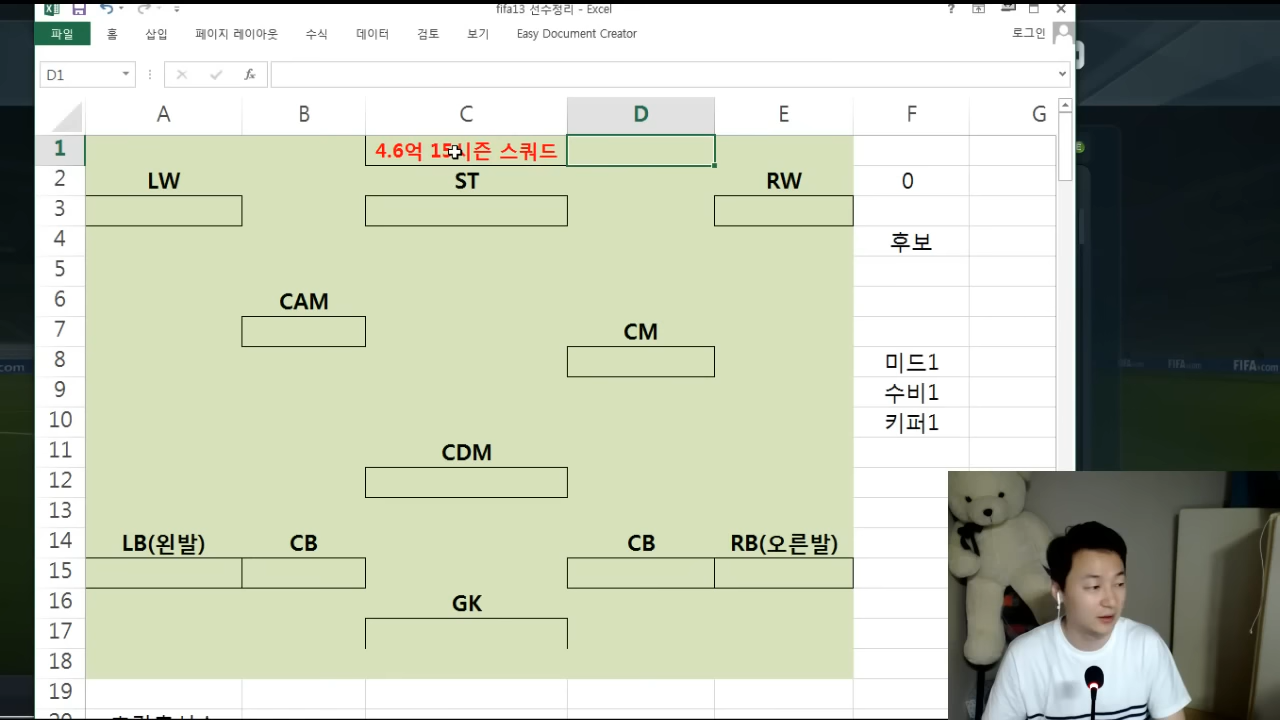 fifa13 선수정리 - Excel
파일 홈 삽입 페이지 레이아웃 수식 데이터 검토 보기 Easy Document Creator 로그인
D1
A B C D E F G
1 4.6억 15시즌 스쿼드
2 LW ST RW 0
3
4 후보
5
6 CAM
7 CM
8 미드1
9 수비1
10 키퍼1
11 CDM
12
13
14 LB(왼발) CB CB RB(오른발)
15
16 GK
17
18
19
FIFA.com
FIFA.com